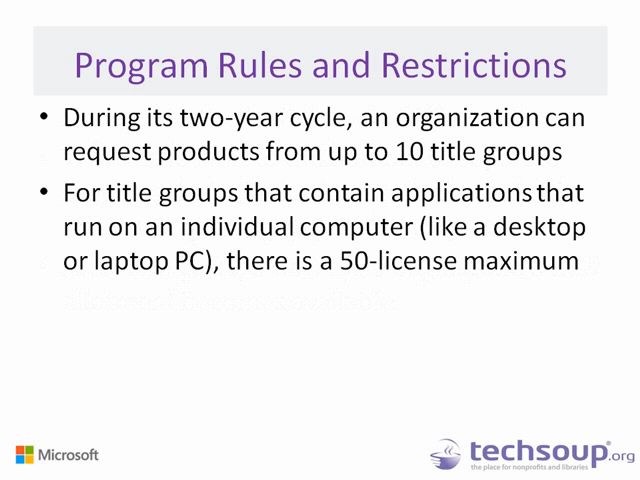 Program Rules and Restrictions
• During its two-year cycle, an organization can
request products from up to 10 title groups
• For title groups that contain applications that
run on an individual computer (like a desktop
or laptop PC), there is a 50-license maximum
Microsoft
techsoup.org
the place for nonprofits and libraries